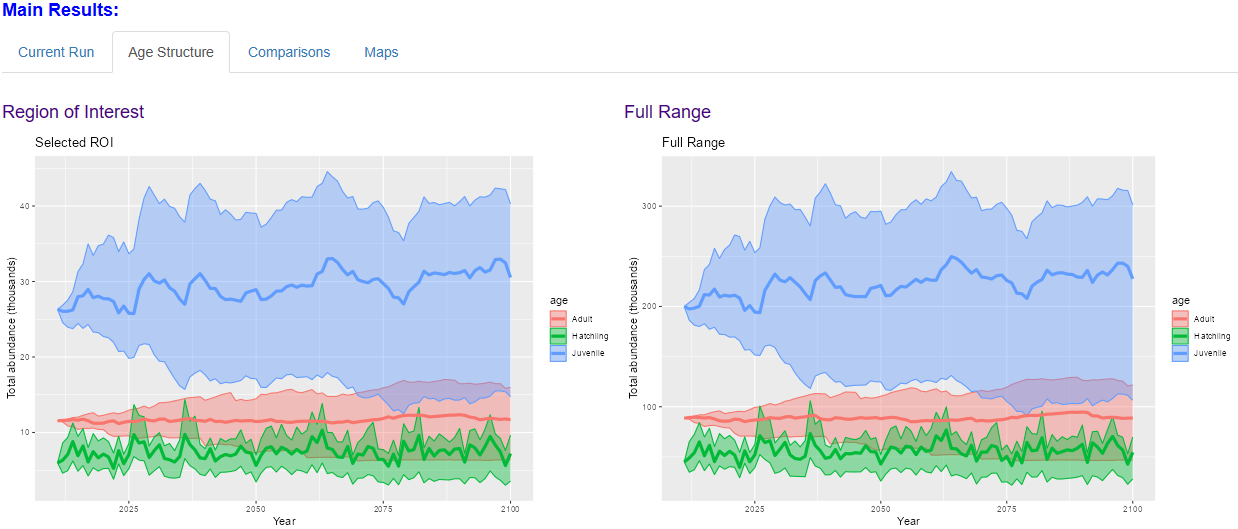 Main Results:
Current Run Age Structure Comparisons Maps
Region of Interest
Selected ROI
Total abundance (thousands)
40
30
20
10
2025 2050 2075 2100
Year
age
Adult
Hatchling
Juvenile
Full Range
Full Range
Total abundance (thousands)
300
200
100
2025 2050 2075 2100
Year
age
Adult
Hatchling
Juvenile